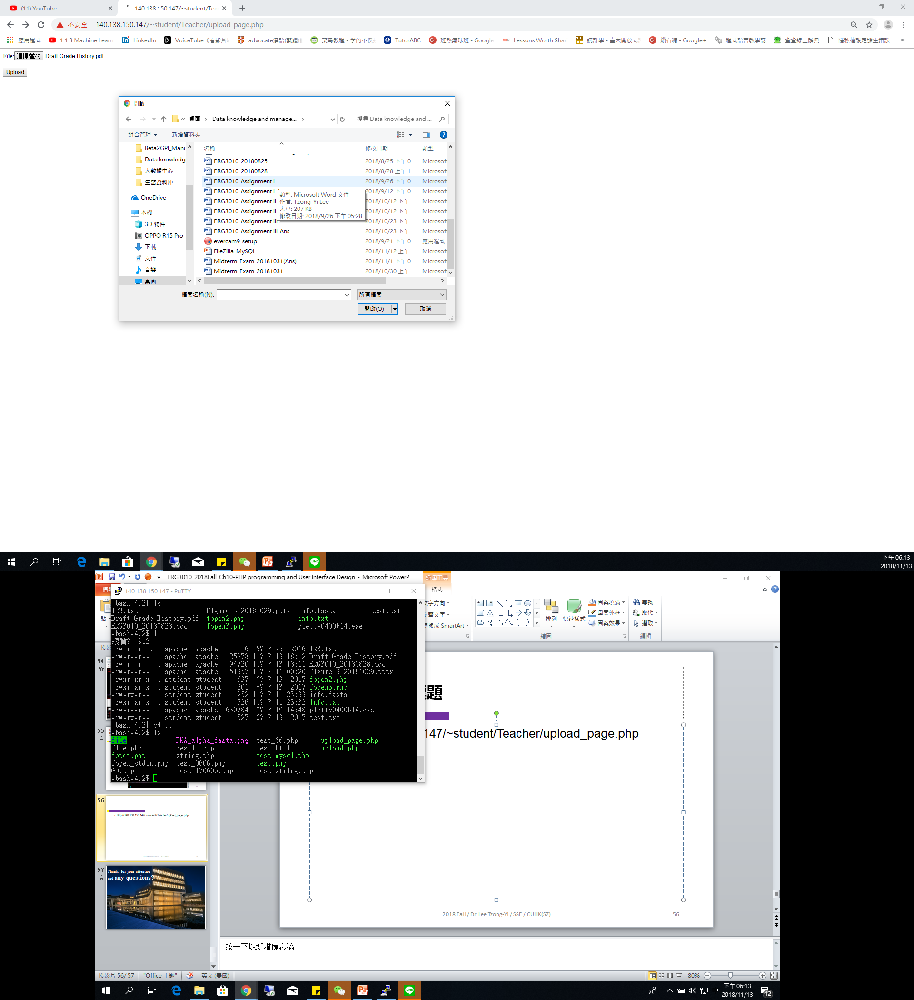 (11) YouTube
140.138.150.147/~student/Tea
不安全 140.138.150.147/~student/Teacher/upload_page.php
應用程式 1.1.3 Machine Learn LinkedIn VoiceTube《看影片 advocate漢語(繁體) 菜鸟教程 - 学的不仅 TutorABC 班熱氣球班 - Google Lessons Worth Shar 統計學 - 臺大開放式 鑽石糖 - Google+ 程式語言教學誌 查查線上辭典 隱私權設定發生錯誤 »
File: 選擇檔案 Draft Grade History.pdf
Upload
開啟
« 桌面 › Data knowledge and manage... ›
搜尋 Data knowledge and ...
組合管理 新增資料夾
Beta2GPI_Manu
Data knowledg
大數據中心
生醫資料庫
OneDrive
本機
3D 物件
OPPO R15 Pro
下載
文件
音樂
桌面
名稱 修改日期 類型
ERG3010_20180825 2018/8/25 下午 0... Microsof
ERG3010_20180828 2018/8/28 上午 1... Microsof
ERG3010_Assignment I 2018/9/26 下午 0... Microsof
ERG3010_Assignment I_ 2018/9/12 下午 0... Microsof
ERG3010_Assignment II 2018/10/12 下午 ... Microsof
ERG3010_Assignment II 2018/10/12 下午 ... Microsof
ERG3010_Assignment III 2018/10/23 下午 ... Microsof
ERG3010_Assignment III_Ans 2018/10/23 下午 ... Microsof
evercam9_setup 2018/9/21 下午 0... 應用程式
FileZilla_MySQL 2018/11/12 上午 ... Microsof
Midterm_Exam_20181031(Ans) 2018/11/1 下午 0... Microsof
Midterm_Exam_20181031 2018/10/30 上午 ... Microsof
類型: Microsoft Word 文件
作者: Tzong-Yi Lee
大小: 207 KB
修改日期: 2018/9/26 下午 05:28
檔案名稱(N):
所有檔案
開啟(O) 取消
下午 06:13
2018/11/13
ERG3010_2018Fall_Ch10-PHP programming and User Interface Design - Microsoft PowerP...
繪圖工具
格式
140.138.150.147 - PuTTY
-bash-4.2$ ls
123.txt Figure 3_20181029.pptx info.fasta test.txt
Draft Grade History.pdf fopen2.php info.txt
ERG3010_20180828.doc fopen3.php pietty0400b14.exe
-bash-4.2$ ll
? 912
-rw-r--r--. 1 apache apache 6 5? ? 25 2016 123.txt
-rw-r--r-- 1 apache apache 125978 11? ? 13 18:12 Draft Grade History.pdf
-rw-r--r-- 1 apache apache 94720 11? ? 13 18:11 ERG3010_20180828.doc
-rw-r--r-- 1 apache apache 51357 11? ? 11 00:20 Figure 3_20181029.pptx
-rwxr-xr-x 1 student student 637 6? ? 13 2017 fopen2.php
-rwxr-xr-x 1 student student 201 6? ? 13 2017 fopen3.php
-rw-rw-r-- 1 student student 252 11? ? 11 23:33 info.fasta
-rwxr-xr-x 1 student student 526 11? ? 11 23:32 info.txt
-rw-r--r-- 1 apache apache 630784 9? ? 19 14:48 pietty0400b14.exe
-rw-rw-r-- 1 student student 527 6? ? 13 2017 test.txt
-bash-4.2$ cd ..
-bash-4.2$ ls
file PKA_alpha_fasta.png test_66.php upload_page.php
file.php result.php test.html upload.php
fopen.php string.php test_mysql.php
fopen_stdin.php test_0606.php test.php
GD.php test_170606.php test_string.php
-bash-4.2$
貼上
文字方向
對齊文字
轉換成 SmartArt
排列
快速樣式
圖案填滿
圖案外框
圖案效果
繪圖
尋找
取代
選取
編輯
54
55
56
http://140.138.150.147/~student/Teacher/upload_page.php
57
Thanks for your attention
and any questions?
題
147/~student/Teacher/upload_page.php
2018 Fall/ Dr. Lee Tzong-Yi / SSE / CUHK(SZ) 56
按一下以新增備忘稿
投影片 56/ 57 "Office 主題" 英文 (美國) 80%
中 下午 06:13
2018/11/13
12